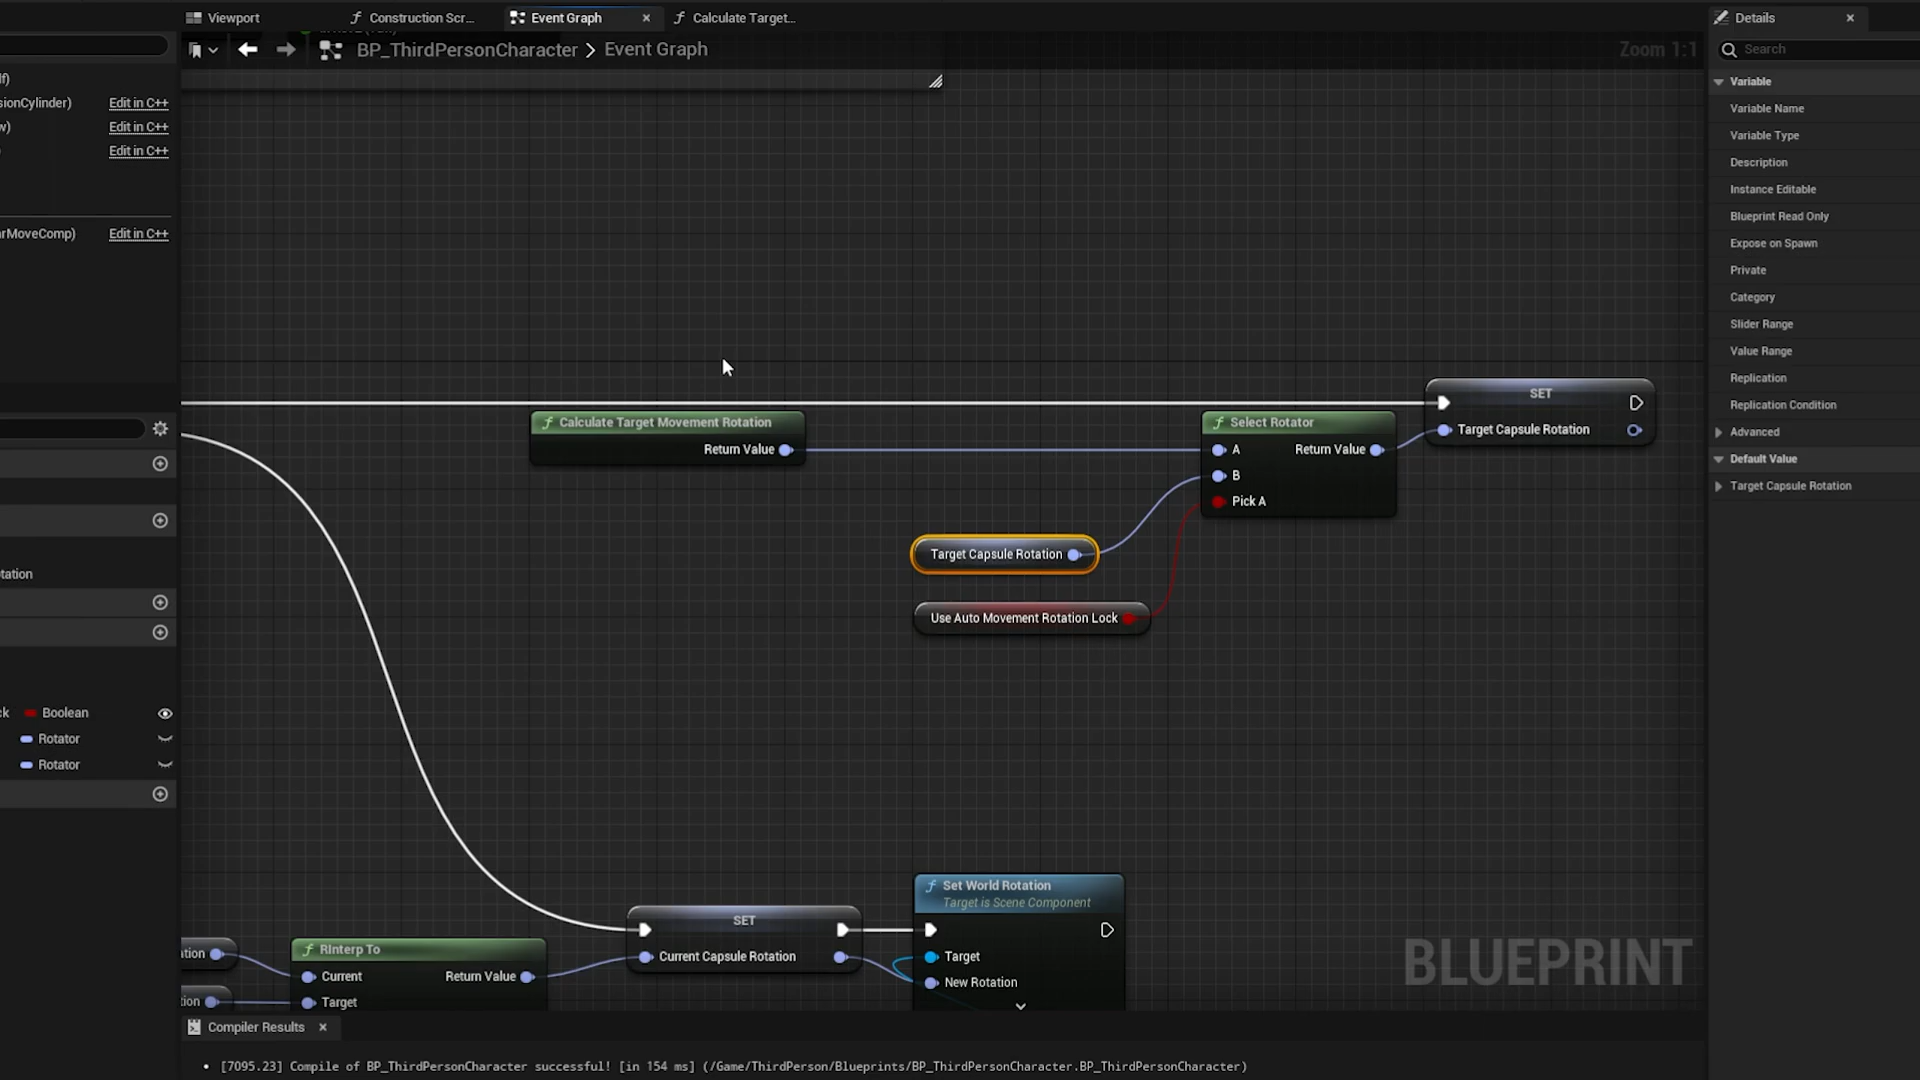 Viewport
Construction Scr...
Event Graph
Calculate Target...
Details
BP_ThirdPersonCharacter > Event Graph
Zoom 1:1
Search
lf)
sionCylinder) Edit in C++
w) Edit in C++
Edit in C++
arMoveComp) Edit in C++
tation
ck Boolean
Rotator
Rotator
Calculate Target Movement Rotation
Return Value
Select Rotator
A Return Value
B
Pick A
SET
Target Capsule Rotation
Target Capsule Rotation
Use Auto Movement Rotation Lock
ation
tion
RInterp To
Current Return Value
Target
SET
Current Capsule Rotation
Set World Rotation
Target is Scene Component
Target
New Rotation
BLUEPRINT
Variable
Variable Name
Variable Type
Description
Instance Editable
Blueprint Read Only
Expose on Spawn
Private
Category
Slider Range
Value Range
Replication
Replication Condition
Advanced
Default Value
Target Capsule Rotation
Compiler Results
[7095.23] Compile of BP_ThirdPersonCharacter successful! [in 154 ms] (/Game/ThirdPerson/Blueprints/BP_ThirdPersonCharacter.BP_ThirdPersonCharacter)